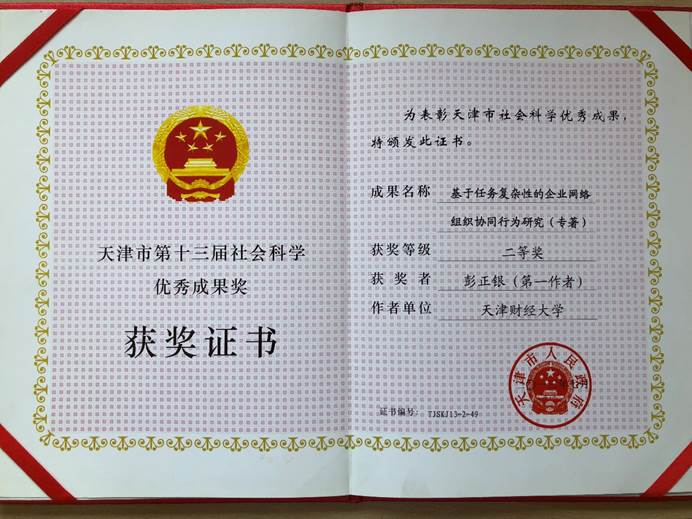 天津市第十三届社会科学
优秀成果奖
获奖证书
为表彰天津市社会科学优秀成果，
特颁发此证书。
成果名称 基于任务复杂性的企业网络
组织协同行为研究（专著）
获奖等级 二等奖
获奖者 彭正银（第一作者）
作者单位 天津财经大学
天津市人民政府
证书编号： TJSKJ13-2-49